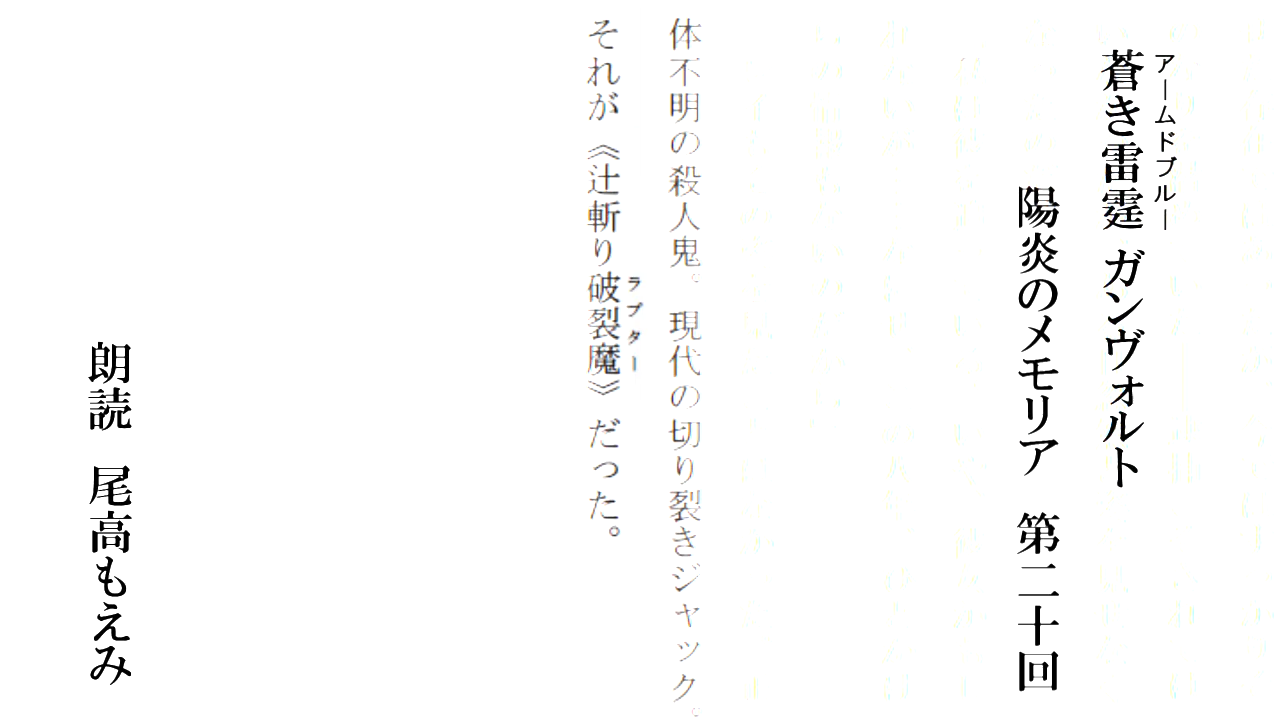 蒼き雷霆 ガンヴォルト
アームドブルー
陽炎のメモリア 第二十回
体不明の殺人鬼。現代の切り裂きジャック。
それが《辻斬り破裂魔》だった。
ラプター
朗読 尾高もえみ